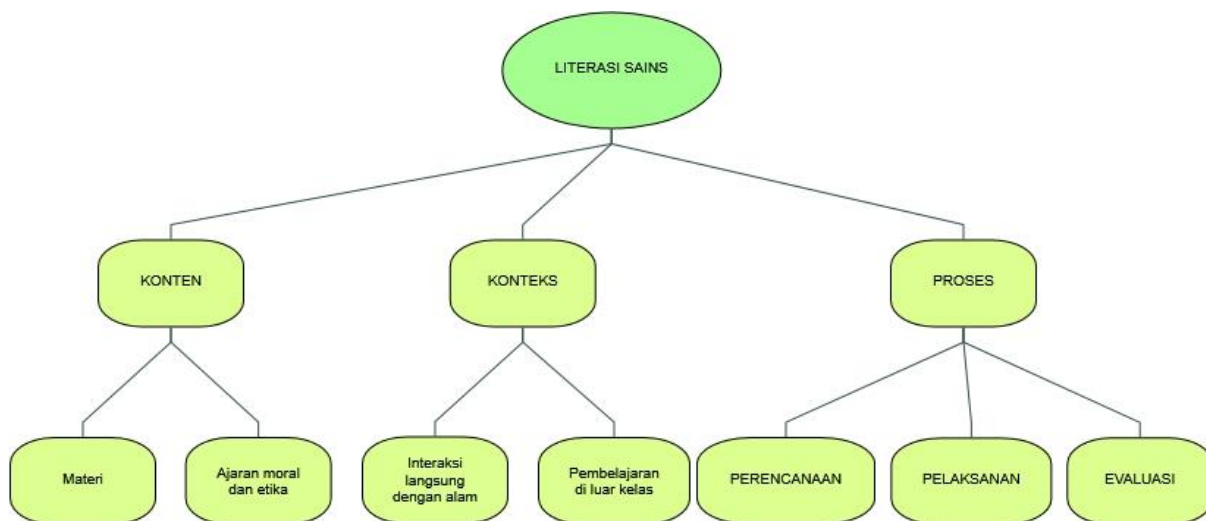 LITERASI SAINS
KONTEN
KONTEKS
PROSES
Materi
Ajaran moral
dan etika
Interaksi
langsung
dengan alam
Pembelajaran
di luar kelas
PERENCANAAN
PELAKSANAN
EVALUASI